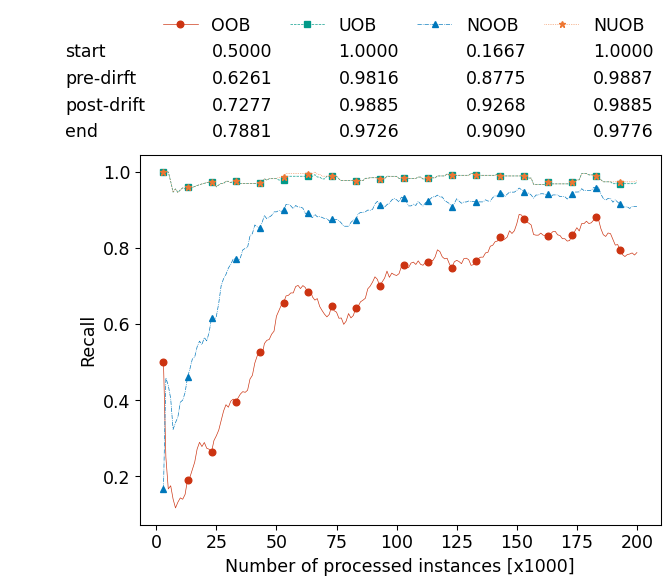 OOB UOB NOOB NUOB
start 0.5000 1.0000 0.1667 1.0000
pre-dirft 0.6261 0.9816 0.8775 0.9887
post-drift 0.7277 0.9885 0.9268 0.9885
end 0.7881 0.9726 0.9090 0.9776
1.0
0.8
0.6
0.4
0.2
Recall
0 25 50 75 100 125 150 175 200
Number of processed instances [x1000]